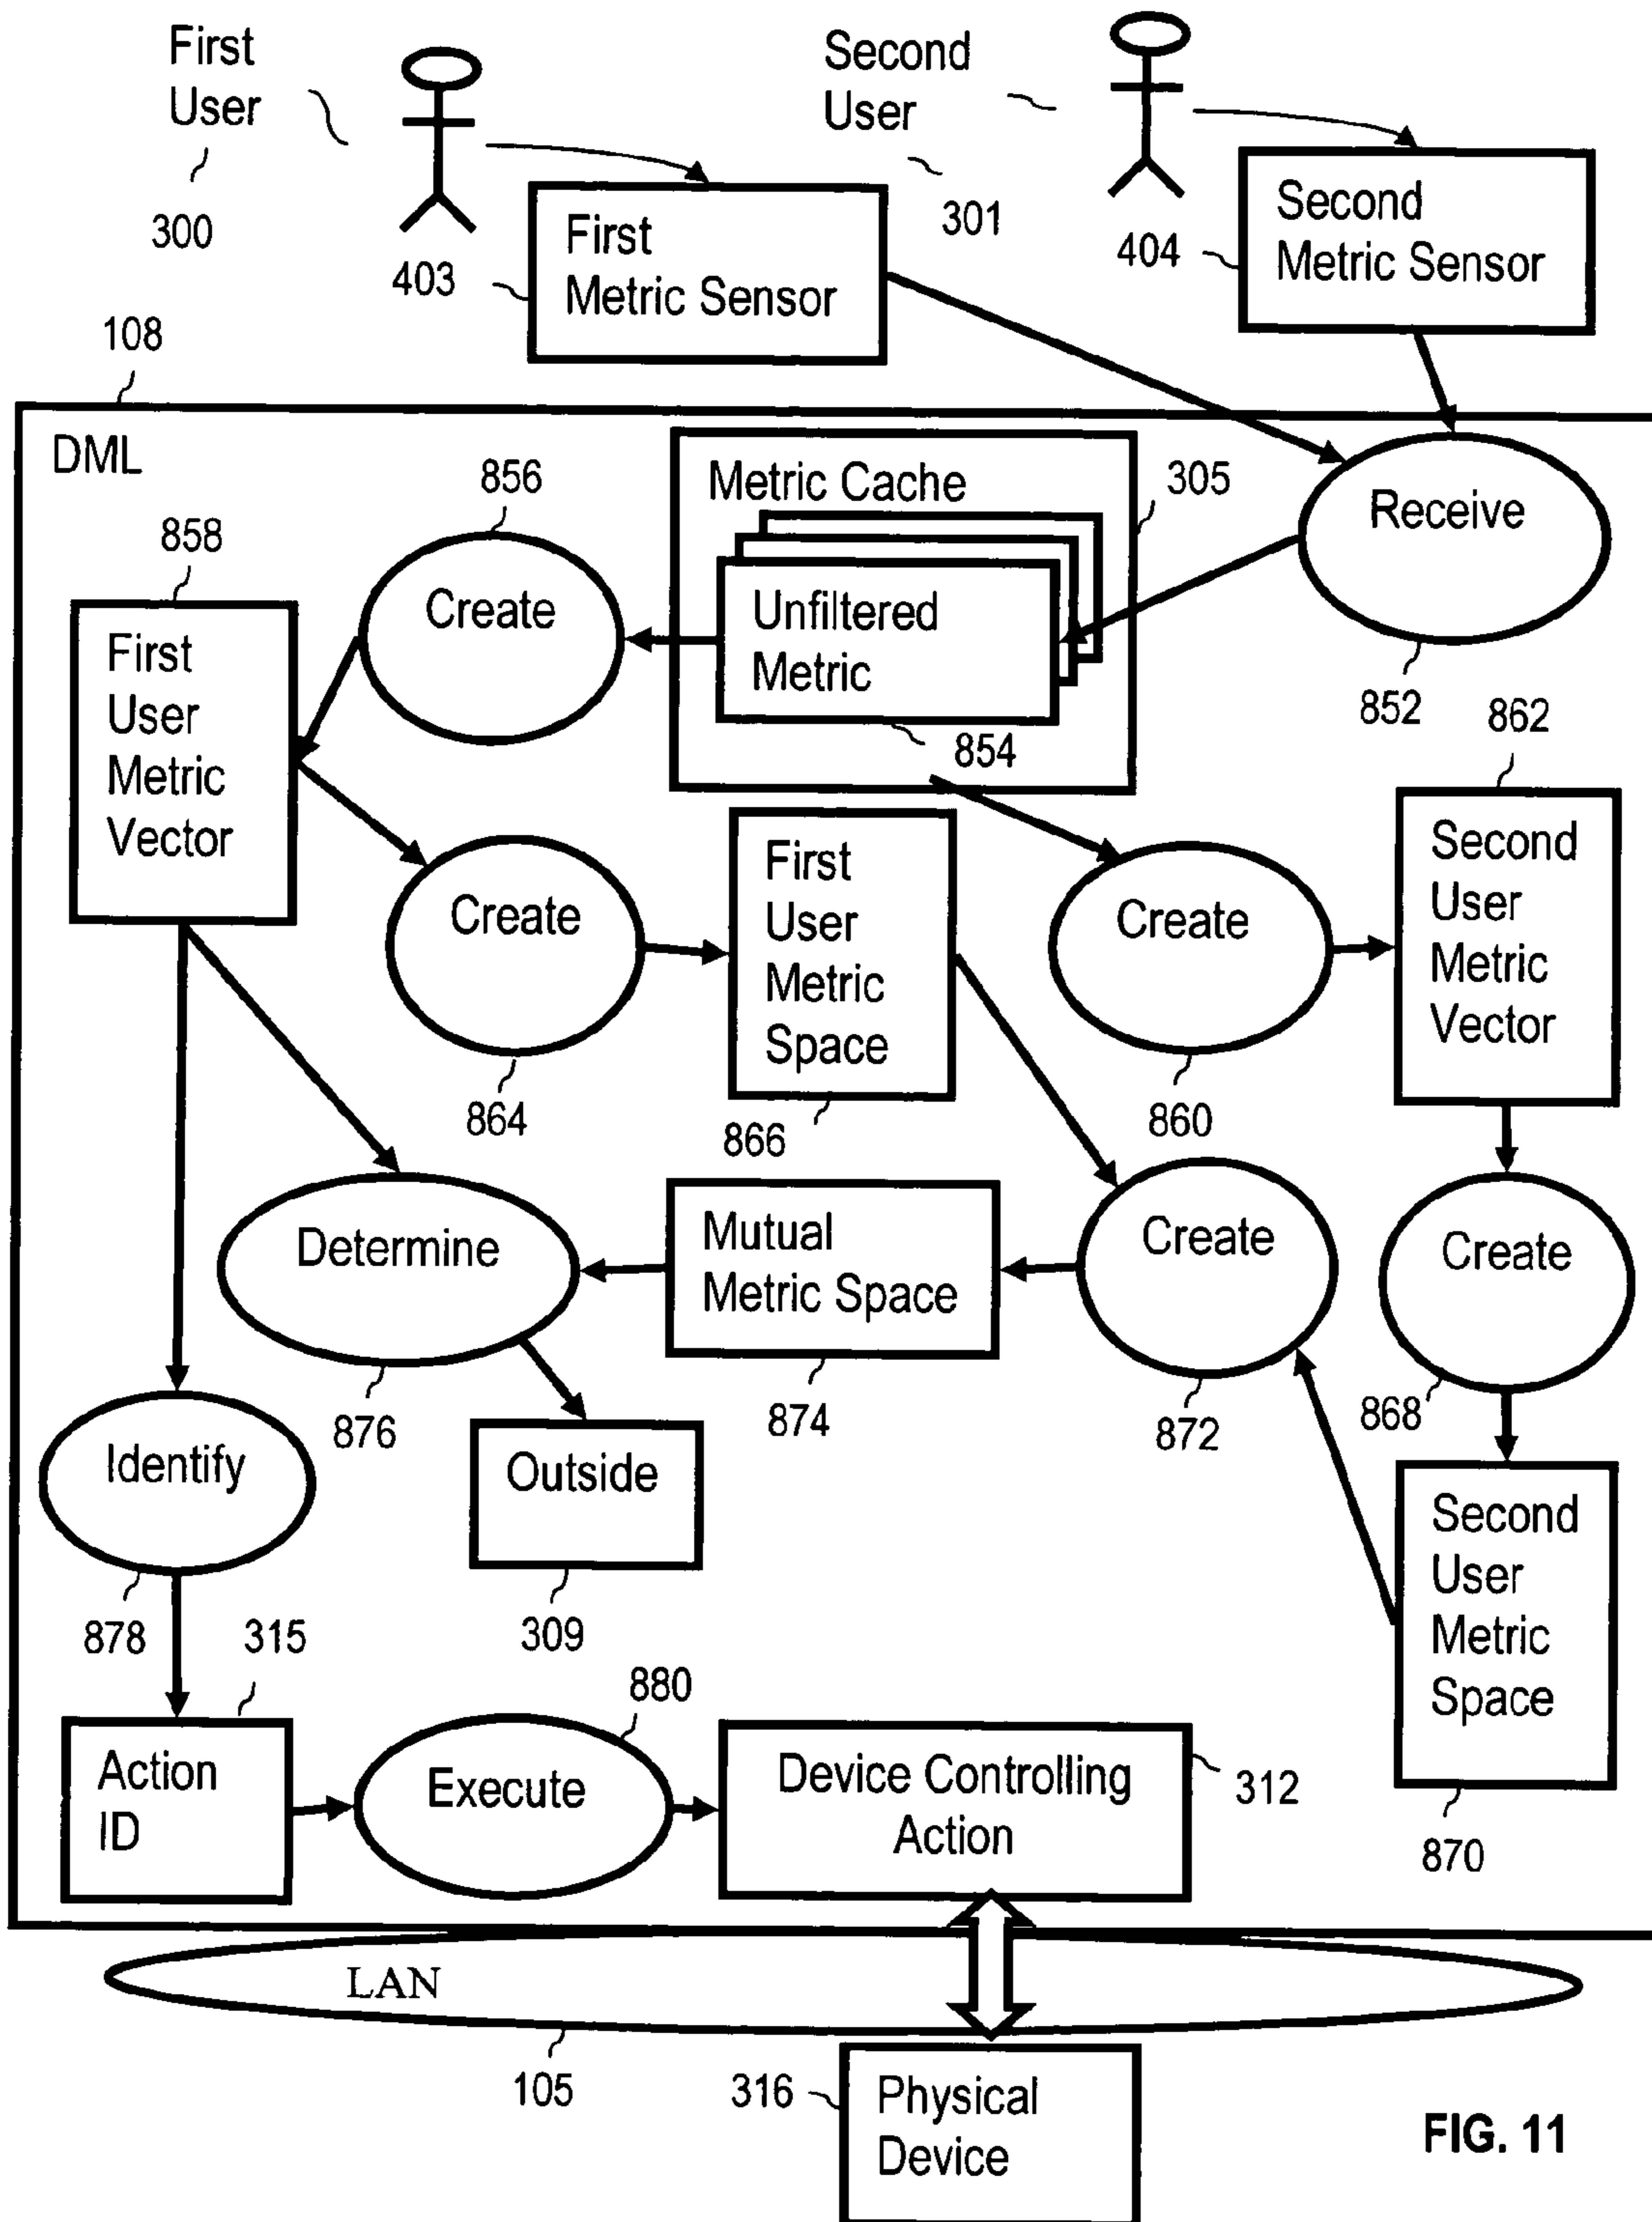 First
User
300
Second
User
301
First
Metric Sensor
403
Second
Metric Sensor
404
108
DML
Metric Cache
305
Receive
852
856
Create
858
First
User
Metric
Vector
Unfiltered
Metric
854
862
Second
User
Metric
Vector
Create
864
First
User
Metric
Space
866
Create
860
Determine
876
Mutual
Metric Space
874
Create
872
Create
868
Identify
878
Outside
309
Second
User
Metric
Space
870
315
Action
ID
880
Execute
Device Controlling
Action
312
LAN
105
316
Physical
Device
FIG. 11